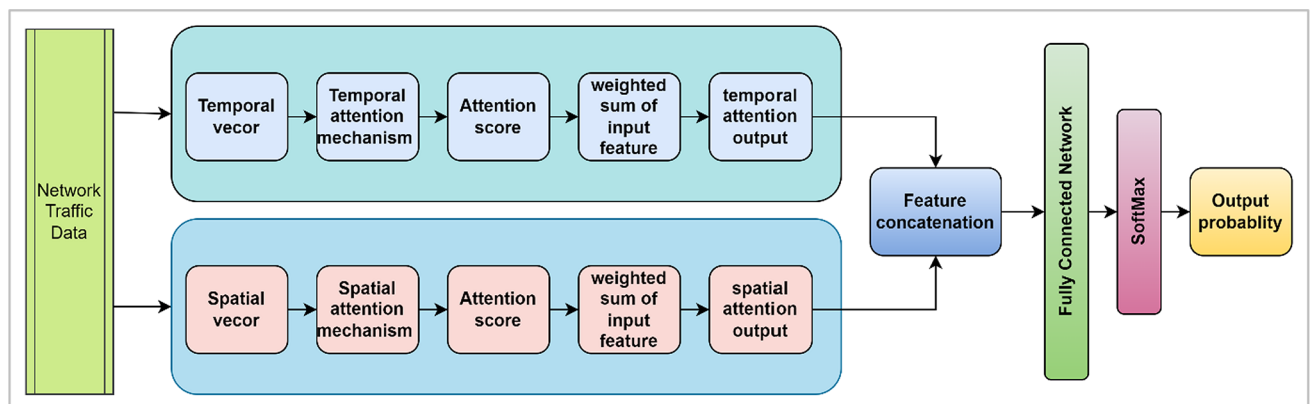 Network
Traffic
Data
Temporal
vecor
Temporal
attention
mechanism
Attention
score
weighted
sum of
input
feature
temporal
attention
output
Spatial
vecor
Spatial
attention
mechanism
Attention
score
weighted
sum of
input
feature
spatial
attention
output
Feature
concatenation
Fully Connected Network
SoftMax
Output
probablity